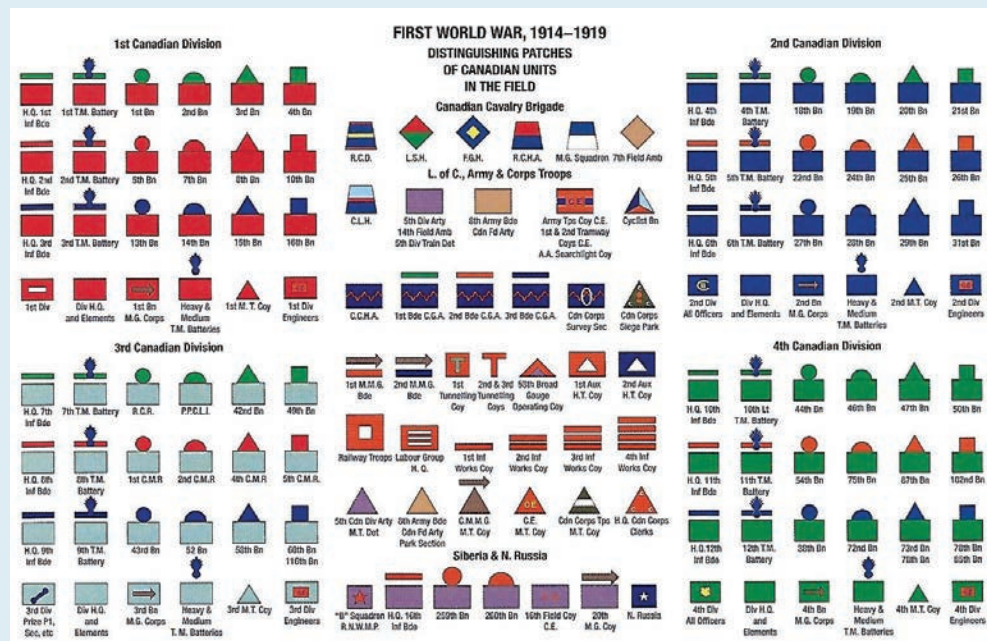 FIRST WORLD WAR, 1914–1919
DISTINGUISHING PATCHES
OF CANADIAN UNITS
IN THE FIELD
1st Canadian Division
H.Q. 1st Inf Bde
1st T.M. Battery
1st Bn
2nd Bn
3rd Bn
4th Bn
H.Q. 2nd Inf Bde
2nd T.M. Battery
5th Bn
7th Bn
8th Bn
10th Bn
H.Q. 3rd Inf Bde
3rd T.M. Battery
13th Bn
14th Bn
15th Bn
16th Bn
1st Div
Div H.Q. and Elements
1st Bn M.G. Corps
Heavy & Medium T.M. Batteries
1st M.T. Coy
1st Div Engineers
Canadian Cavalry Brigade
R.C.D.
L.S.H.
F.G.H.
R.C.H.A.
M.G. Squadron
7th Field Amb
L. of C., Army & Corps Troops
C.L.H.
5th Div Arty
14th Field Amb
5th Div Train Det
8th Army Bde
Cdn Fd Arty
Army Tps Coy C.E.
1st & 2nd Tramway
Coys C.E.
A.A. Searchlight Coy
Cyclist Bn
C.C.H.A.
1st Bde C.G.A.
2nd Bde C.G.A.
3rd Bde C.G.A.
Cdn Corps Survey Sec
Cdn Corps Siege Park
1st M.M.G. Bde
2nd M.M.G. Bde
1st Tunnelling Coy
2nd & 3rd Tunnelling Coys
Broad Gauge Operating Coy
1st Aux H.T. Coy
2nd Aux H.T. Coy
Railway Troops
Labour Group H.Q.
1st Inf Works Coy
2nd Inf Works Coy
3rd Inf Works Coy
4th Inf Works Coy
5th Cdn Div Arty M.T. Det
8th Army Bde Cdn Fd Arty Park Section
C.M.M.G. M.T. Coy
C.E. M.T. Coy
Cdn Corps Tps M.T. Coy
H.Q. Cdn Corps Clerks
Siberia & N. Russia
"B" Squadron R.N.W.M.P.
H.Q. 16th Inf Bde
259th Bn
260th Bn
16th Field Coy C.E.
20th M.G. Coy
N. Russia
2nd Canadian Division
H.Q. 4th Inf Bde
4th T.M. Battery
18th Bn
19th Bn
20th Bn
21st Bn
H.Q. 5th Inf Bde
5th T.M. Battery
22nd Bn
24th Bn
25th Bn
26th Bn
H.Q. 6th Inf Bde
6th T.M. Battery
27th Bn
28th Bn
29th Bn
31st Bn
2nd Div All Officers
Div H.Q. and Elements
2nd Bn M.G. Corps
Heavy & Medium T.M. Batteries
2nd M.T. Coy
2nd Div Engineers
3rd Canadian Division
H.Q. 7th Inf Bde
7th T.M. Battery
R.C.R.
P.P.C.L.I.
42nd Bn
49th Bn
H.Q. 8th Inf Bde
8th T.M. Battery
1st C.M.R
2nd C.M.R
4th C.M.R
5th C.M.R.
H.Q. 9th Inf Bde
9th T.M. Battery
43rd Bn
52 Bn
58th Bn
60th Bn
116th Bn
3rd Div
Sec, etc
Div H.Q. and Elements
3rd Bn M.G. Corps
Heavy & Medium T. M. Batteries
3rd M.T. Coy
3rd Div Engineers
4th Canadian Division
H.Q. 10th Inf Bde
10th Lt T.M. Battery
44th Bn
46th Bn
47th Bn
50th Bn
H.Q. 11th Inf Bde
11th T.M. Battery
54th Bn
75th Bn
87th Bn
102nd Bn
H.Q. 12th Inf Bde
12th T.M. Battery
38th Bn
72nd Bn
73rd Bn
78th Bn
78th Bn
85th Bn
4th Div All Officers
Div H.Q. and Elements
4th Bn M.G. Corps
Heavy & Medium T.M. Batteries
4th M.T. Coy
4th Div Engineers